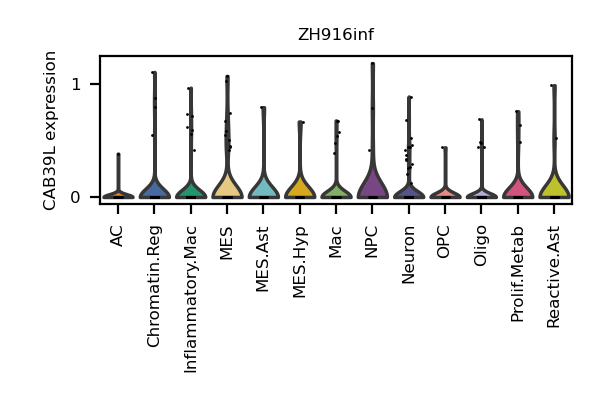 ZH916inf
CAB39L expression
1
0
AC
Chromatin.Reg
Inflammatory.Mac
MES
MES.Ast
MES.Hyp
Mac
NPC
Neuron
OPC
Oligo
Prolif.Metab
Reactive.Ast